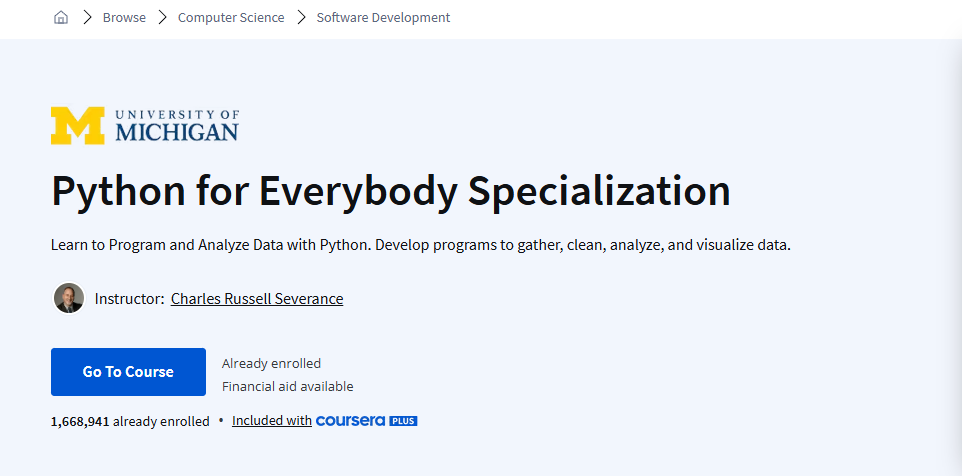 Browse Computer Science Software Development
UNIVERSITY OF
MICHIGAN
Python for Everybody Specialization
Learn to Program and Analyze Data with Python. Develop programs to gather, clean, analyze, and visualize data.
Instructor: Charles Russell Severance
Go To Course
Already enrolled
Financial aid available
1,668,941 already enrolled • Included with coursera PLUS